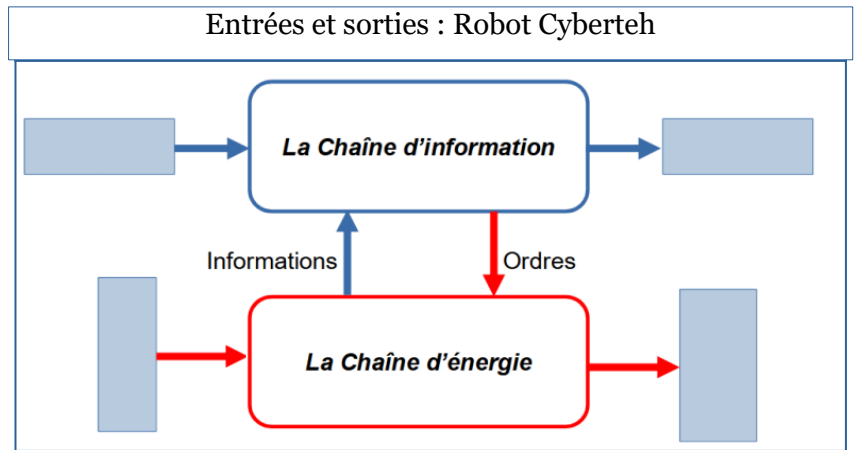 Entrées et sorties : Robot Cyberteh
La Chaîne d’information
Informations
Ordres
La Chaîne d’énergie